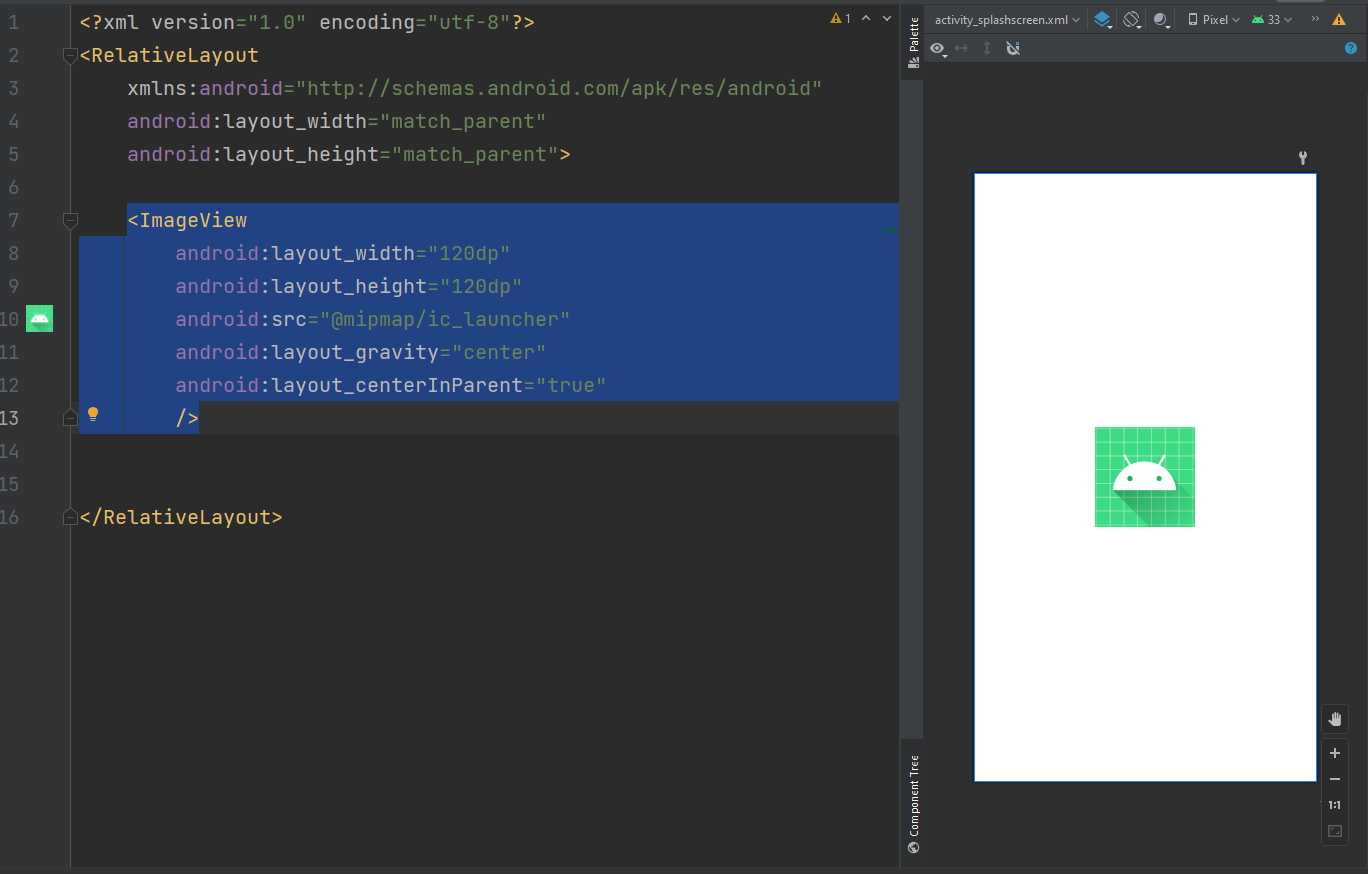 1 <?xml version="1.0" encoding="utf-8"?>
2 <RelativeLayout
3 xmlns:android="http://schemas.android.com/apk/res/android"
4 android:layout_width="match_parent"
5 android:layout_height="match_parent">
6
7 <ImageView
8 android:layout_width="120dp"
9 android:layout_height="120dp"
10 android:src="@mipmap/ic_launcher"
11 android:layout_gravity="center"
12 android:layout_centerInParent="true"
13 />
14
15
16 </RelativeLayout>
1
Palette
Component Tree
activity_splashscreen.xml Pixel 33 »
?
1:1